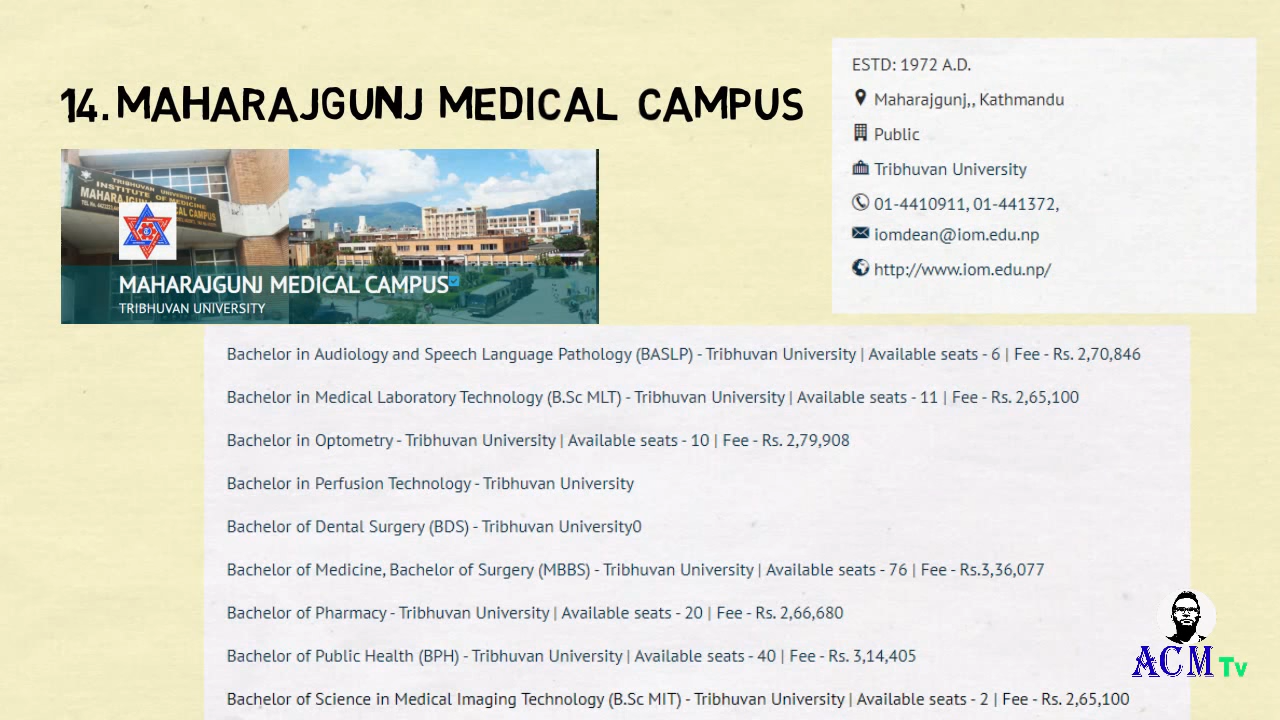 14. MAHARAJGUNJ MEDICAL CAMPUS
ESTD: 1972 A.D.
Maharajgunj,, Kathmandu
Public
Tribhuvan University
01-4410911, 01-441372,
iomdean@iom.edu.np
http://www.iom.edu.np/
TRIBHUVAN UNIVERSITY
INSTITUTE OF MEDICINE
MAHARAJGUNJ MEDICAL CAMPUS
MAHARAJGUNJ MEDICAL CAMPUS
TRIBHUVAN UNIVERSITY
Bachelor in Audiology and Speech Language Pathology (BASLP) - Tribhuvan University | Available seats - 6 | Fee - Rs. 2,70,846
Bachelor in Medical Laboratory Technology (B.Sc MLT) - Tribhuvan University | Available seats - 11 | Fee - Rs. 2,65,100
Bachelor in Optometry - Tribhuvan University | Available seats - 10 | Fee - Rs. 2,79,908
Bachelor in Perfusion Technology - Tribhuvan University
Bachelor of Dental Surgery (BDS) - Tribhuvan University0
Bachelor of Medicine, Bachelor of Surgery (MBBS) - Tribhuvan University | Available seats - 76 | Fee - Rs.3,36,077
Bachelor of Pharmacy - Tribhuvan University | Available seats - 20 | Fee - Rs. 2,66,680
Bachelor of Public Health (BPH) - Tribhuvan University | Available seats - 40 | Fee - Rs. 3,14,405
Bachelor of Science in Medical Imaging Technology (B.Sc MIT) - Tribhuvan University | Available seats - 2 | Fee - Rs. 2,65,100
ACM Tv